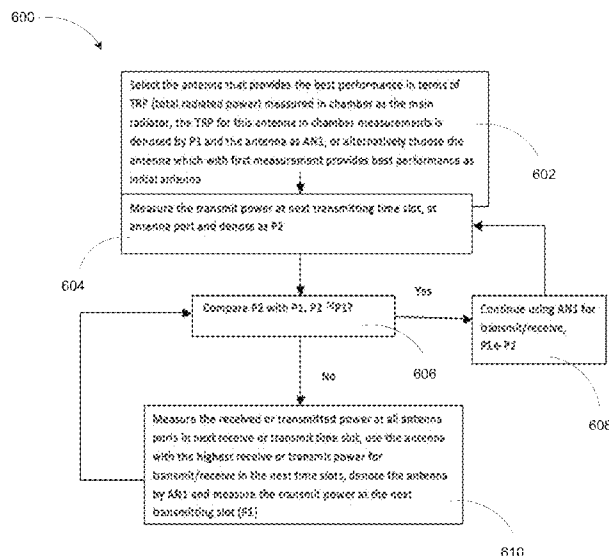 600
Select the antenna that provides the best performance in terms of
TRP (total radiated power) measured in chamber as the main
radiator, the TRP for this antenna in chamber measurements is
denoted by P1 and the antenna as AN1, or alternatively choose the
antenna which with first measurement provides best performance as
initial antenna
602
Measure the transmit power at next transmitting time slot, at
antenna port and denote as P2
604
Compare P2 with P1, P2
Yes
606
Continue using AN1 for
transmit/receive,
608
No
Measure the received or transmitted power at all antenna
ports in next receive or transmit time slot, use the antenna
with the highest receive or transmit power for
transmit/receive in the next time slots, denote the antenna
by AN1 and measure the transmit power at the next
transmitting slot (P1)
610